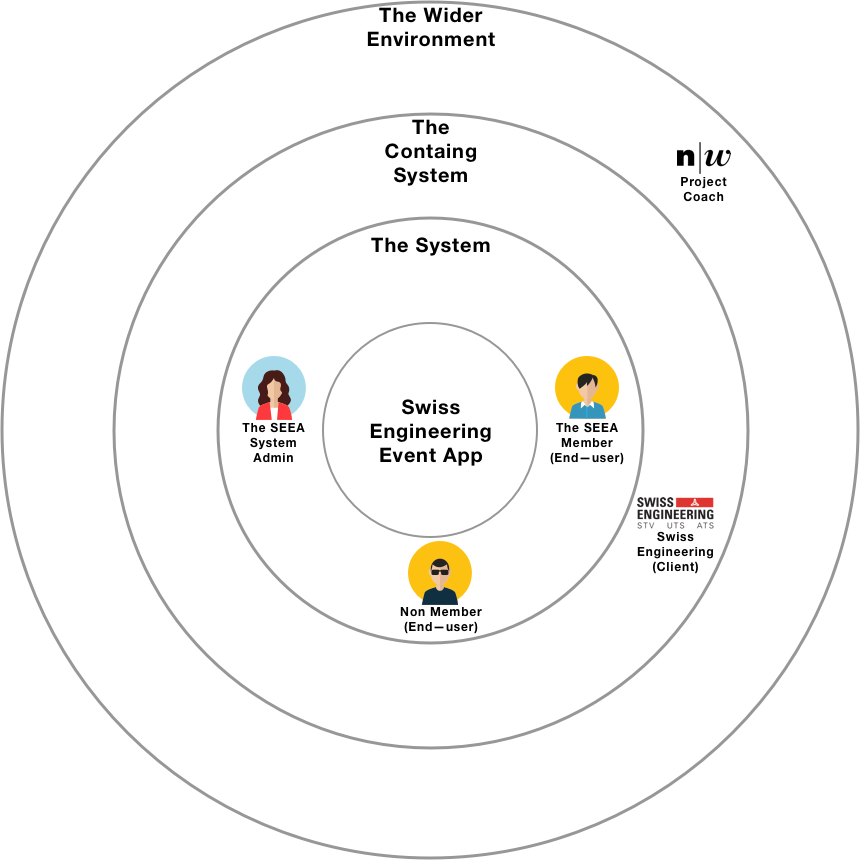 The Wider
Environment
The
Containg
System
n|w
Project
Coach
The System
Swiss
Engineering
Event App
The SEEA
System
Admin
The SEEA
Member
(End—user)
SWISS
ENGINEERING
STV UTS ATS
Swiss
Engineering
(Client)
Non Member
(End—user)